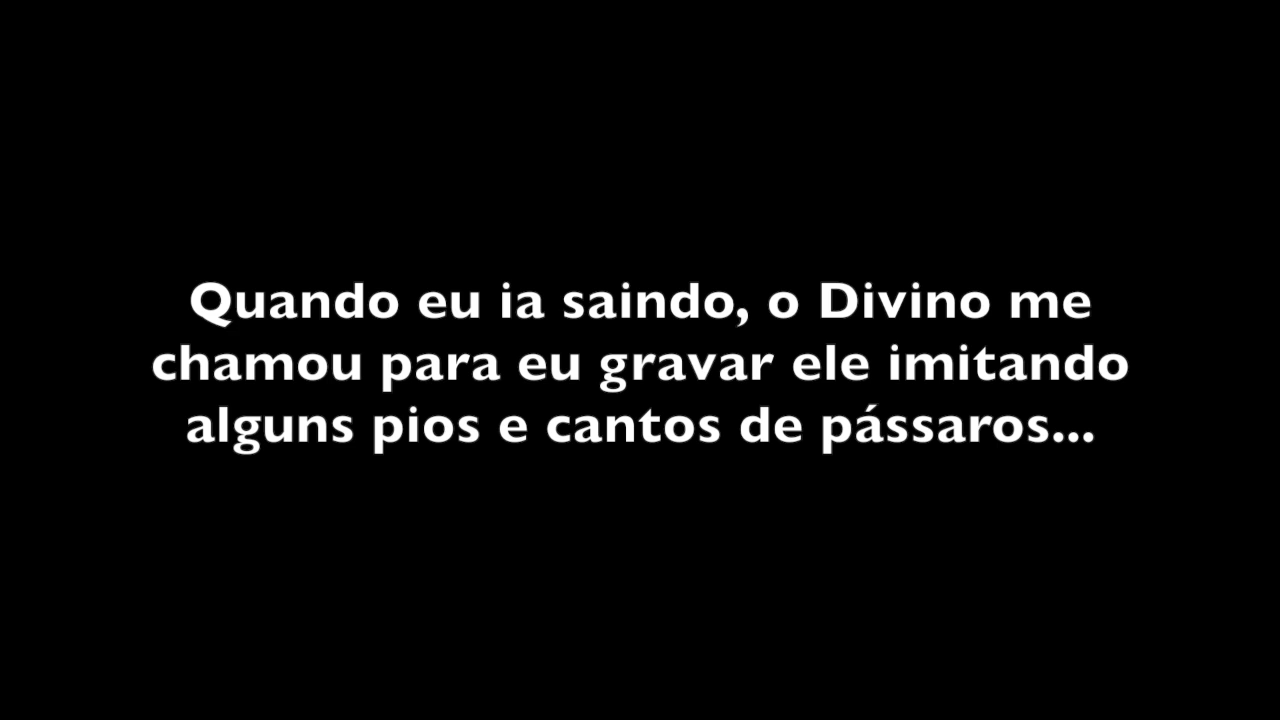 Quando eu ia saindo, o Divino me
chamou para eu gravar ele imitando
alguns pios e cantos de pássaros...